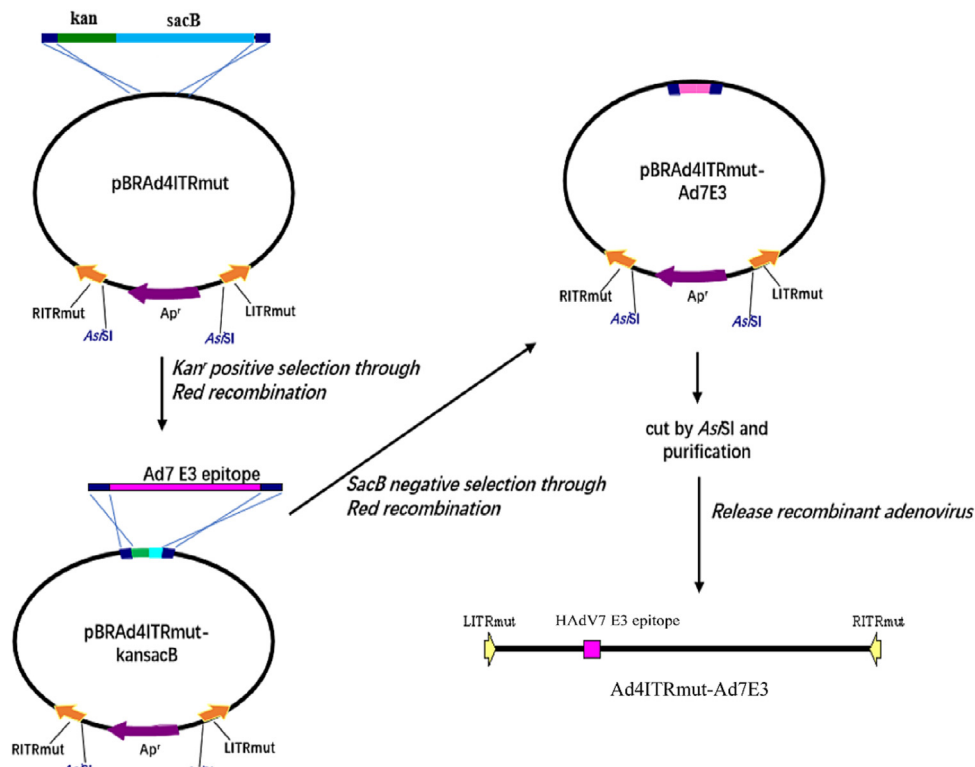 kan
sacB
pBRAd4ITRmut
RITRmut
LITRmut
Apʳ
AsiSI
AsiSI
Kanʳ positive selection through
Red recombination
Ad7 E3 epitope
SacB negative selection through
Red recombination
pBRAd4ITRmut-
kansacB
RITRmut
LITRmut
Apʳ
pBRAd4ITRmut-
Ad7E3
RITRmut
LITRmut
Apʳ
AsiSI
AsiSI
cut by AsiSI and
purification
Release recombinant adenovirus
LITRmut
HAdV7 E3 epitope
RITRmut
Ad4ITRmut-Ad7E3